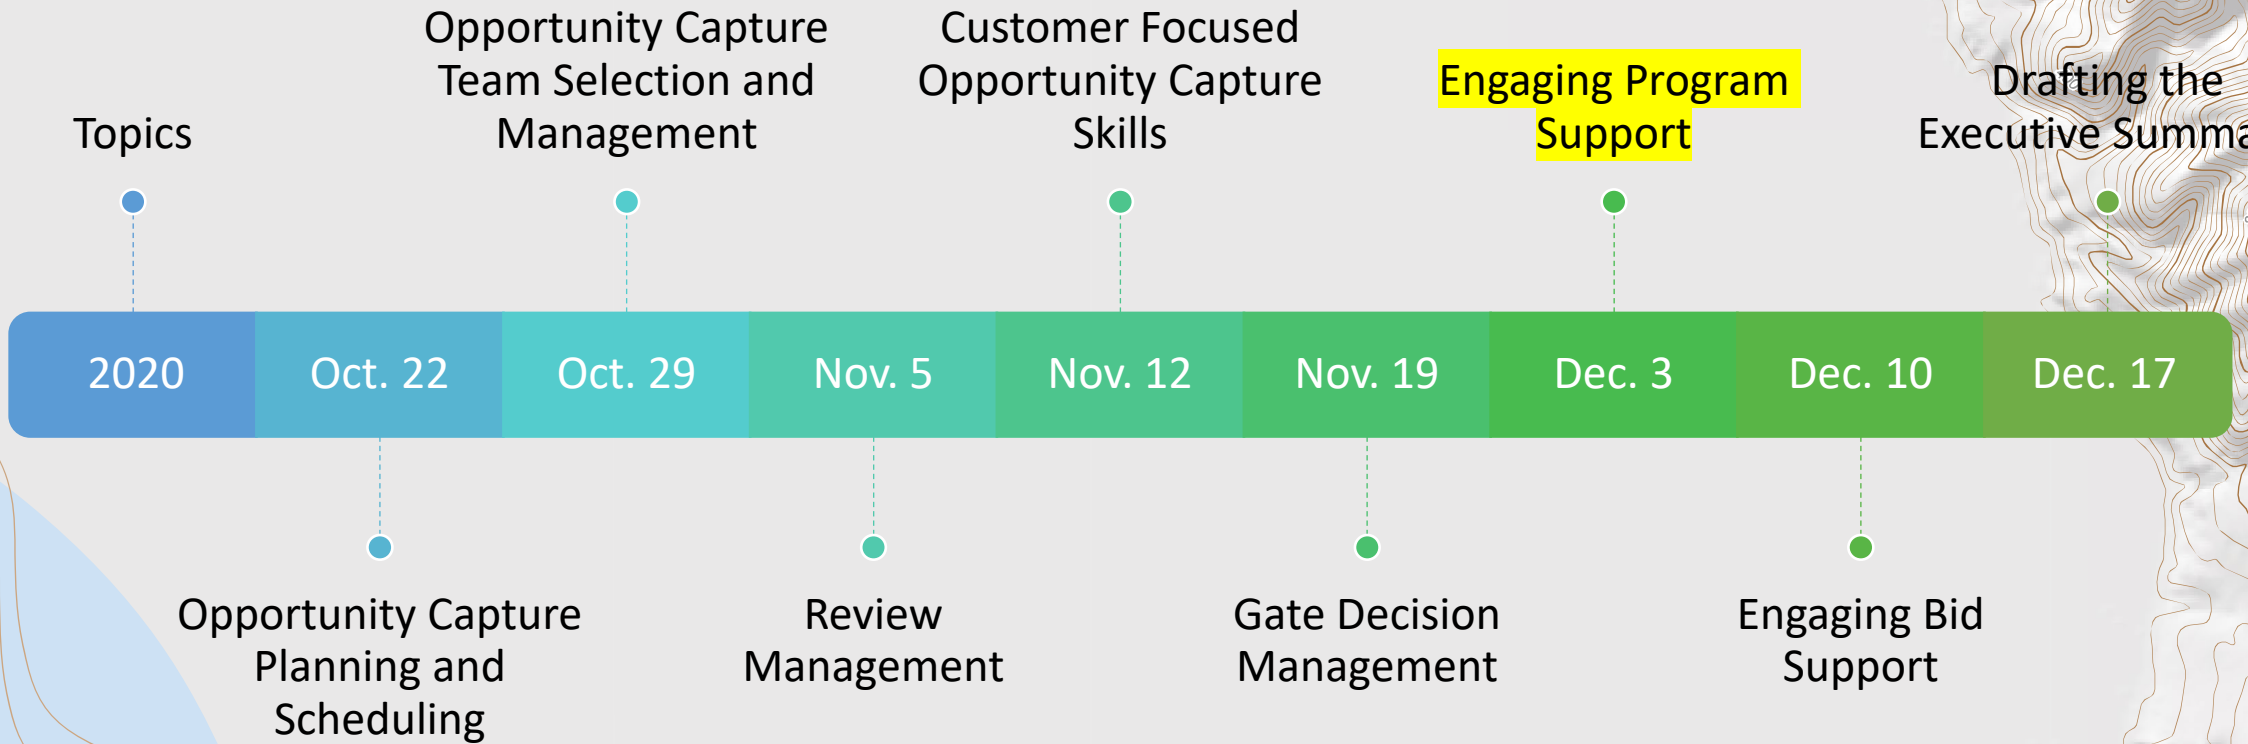 Topics
Opportunity Capture
Team Selection and
Management
Customer Focused
Opportunity Capture
Skills
Engaging Program
Support
Drafting the
Executive
2020
Oct. 22
Oct. 29
Nov. 5
Nov. 12
Nov. 19
Dec. 3
Dec. 10
Dec. 17
Opportunity Capture
Planning and
Scheduling
Review
Management
Gate Decision
Management
Engaging Bid
Support